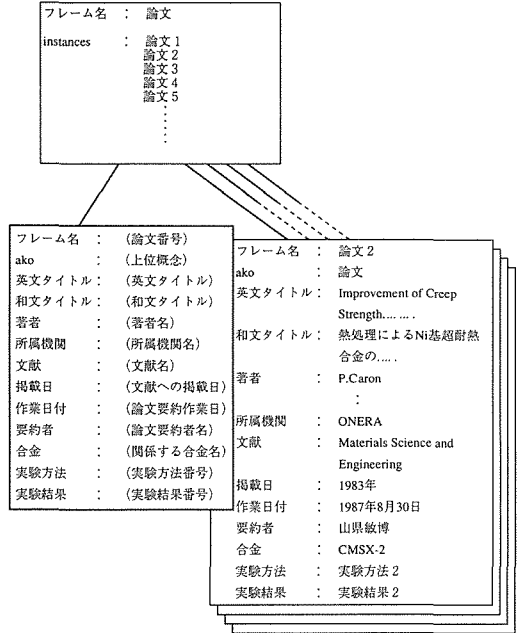 フレーム名 : 論文
instances : 論文1
論文2
論文3
論文4
論文5
フレーム名 : (論文番号)
ako : (上位概念)
英文タイトル : (英文タイトル)
和文タイトル : (和文タイトル)
著者 : (著者名)
所属機関 : (所属機関名)
文献 : (文献名)
掲載日 : (文献への掲載日)
作業日付 : (論文要約作業日)
要約者 : (論文要約者名)
合金 : (関係する合金名)
実験方法 : (実験方法番号)
実験結果 : (実験結果番号)
フレーム名 : 論文2
ako : 論文
英文タイトル : Improvement of Creep
Strength.......
和文タイトル : 熱処理によるNi基超耐熱
合金の.....
著者 : P.Caron
:
所属機関 : ONERA
文献 : Materials Science and
Engineering
掲載日 : 1983年
作業日付 : 1987年8月30日
要約者 : 山県敏博
合金 : CMSX-2
実験方法 : 実験方法2
実験結果 : 実験結果2